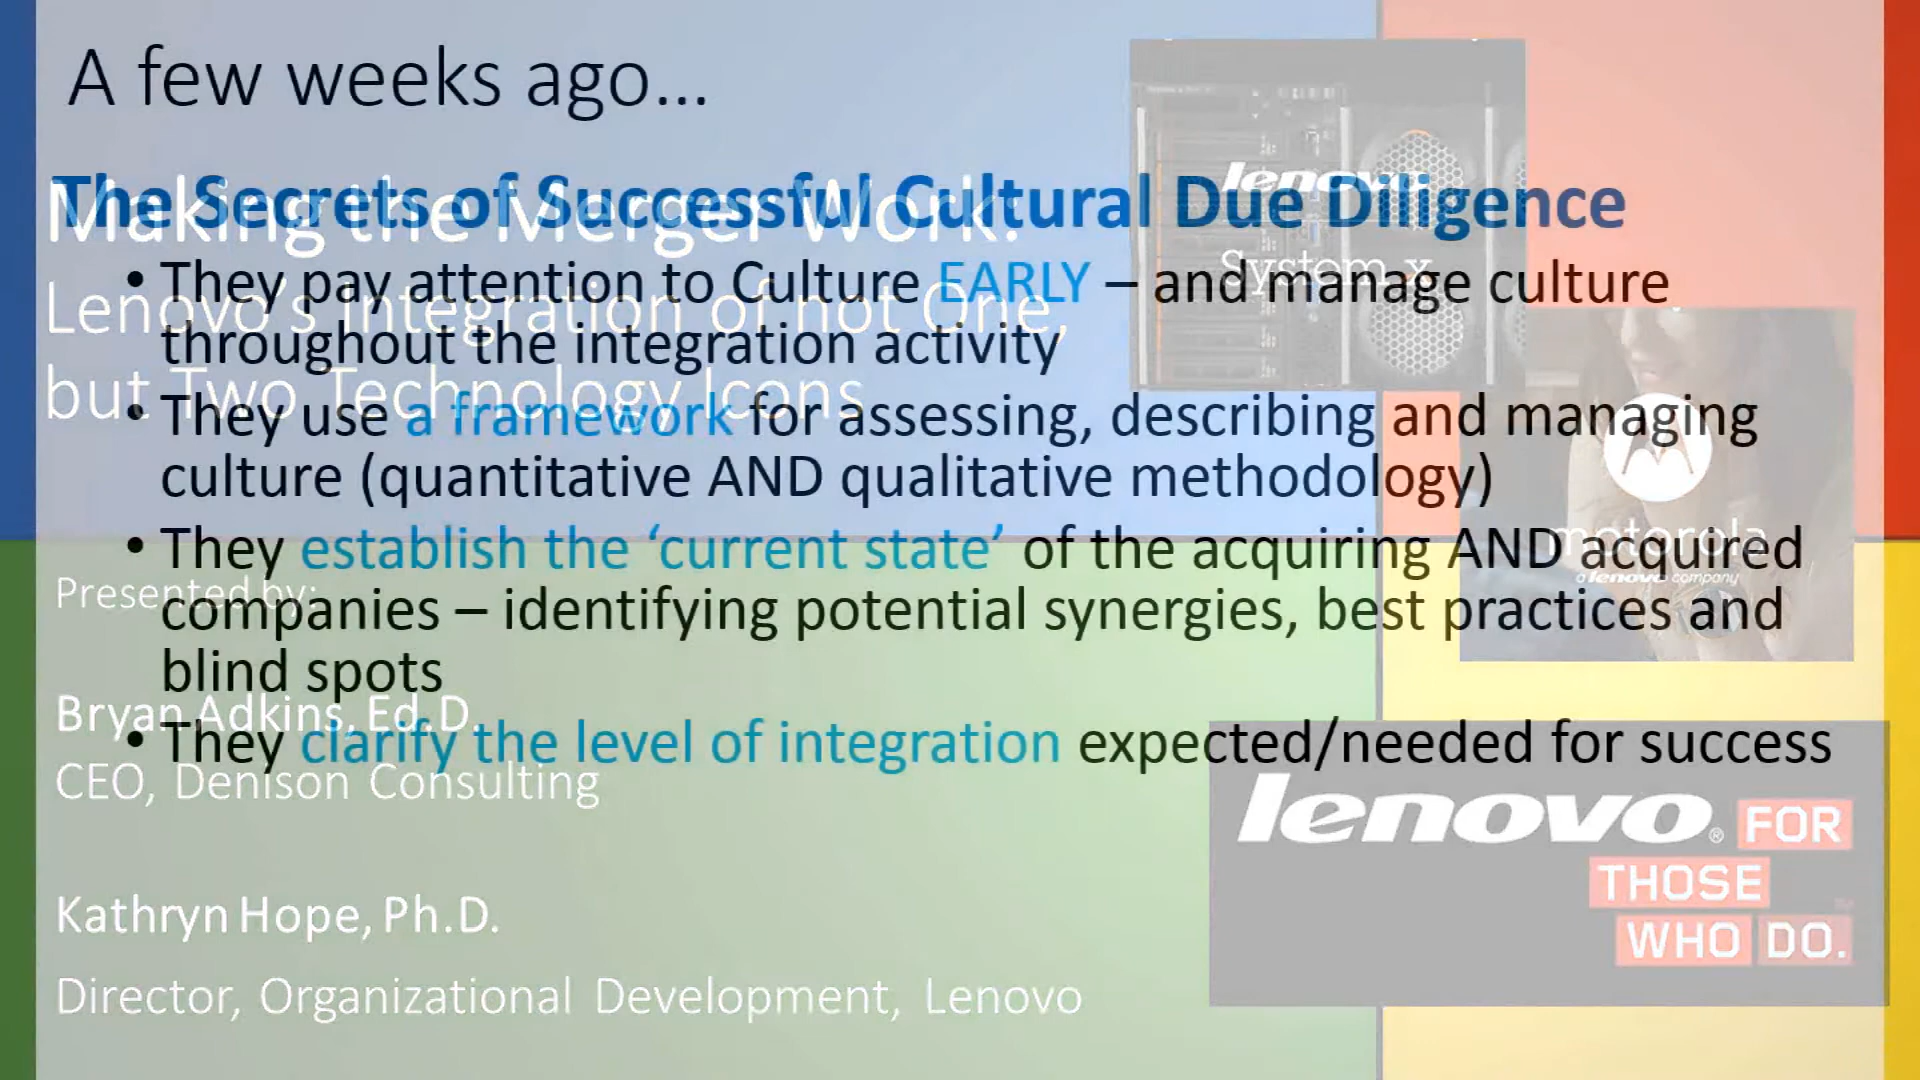 A few weeks ago...
The Secrets of Successful Cultural Due Diligence
• They pay attention to Culture EARLY – and manage culture
throughout the integration activity
• They use a framework for assessing, describing and managing
culture (quantitative AND qualitative methodology)
• They establish the ‘current state’ of the acquiring AND acquired
companies – identifying potential synergies, best practices and
blind spots
• They clarify the level of integration expected/needed for success
Making the Merger Work:
Lenovo's Integration of not One,
but Two Technology Icons
Presented by:
Bryan Adkins, Ed.D.
CEO, Denison Consulting
Kathryn Hope, Ph.D.
Director, Organizational Development, Lenovo
lenovo
System x
motorola
a lenovo company
lenovo® FOR
THOSE
WHO DO.